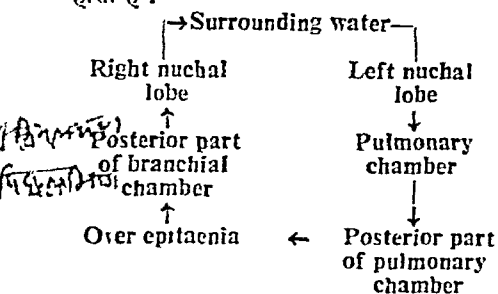 →Surrounding water
Right nuchal
lobe
Left nuchal
lobe
↑
↓
Posterior part
of branchial
chamber
Pulmonary
chamber
↑
↓
Over epitaenia
←
Posterior part
of pulmonary
chamber